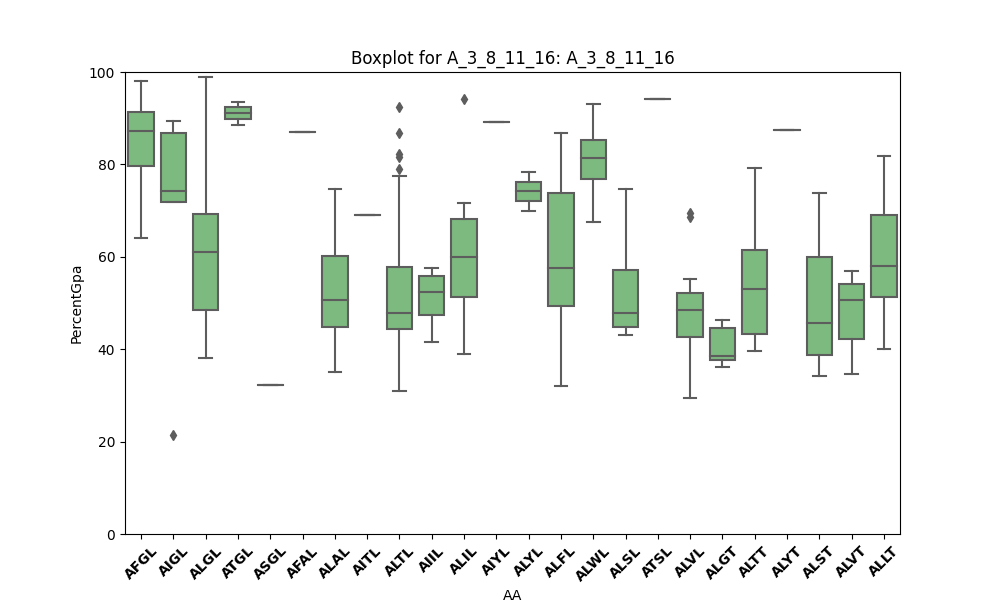 Boxplot for A_3_8_11_16: A_3_8_11_16
100
80
60
40
20
0
PercentGpa
AFGL AIGL ALGL ATGL ASGL AFAL ALAL AITL ALTL AIIL ALIL AIYL ALYL ALFL ALWL ALSL ATSL ALVL ALGT ALTT ALYT ALST ALVT ALLT
AA